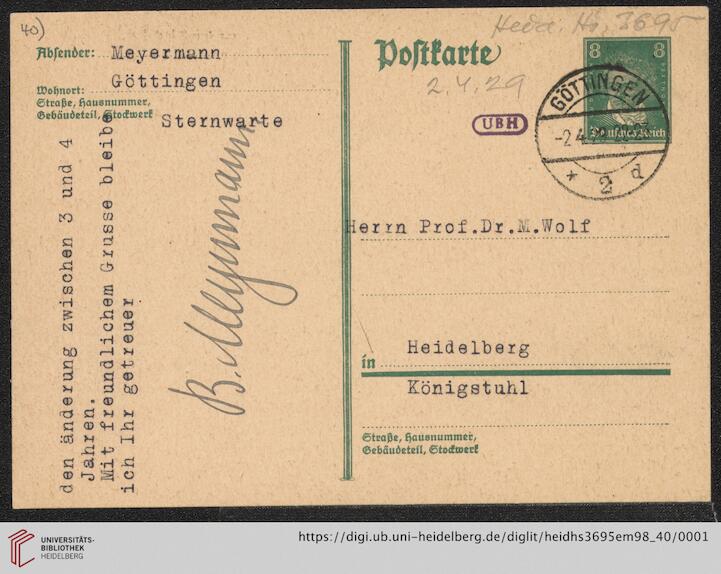 40)
Heid. Hs. 3695
Absender: Meyermann
Göttingen
Wohnort:
Straße, Hausnummer,
Gebäudeteil, Stockwerk
Sternwarte
Postkarte
2.4.29
UBH
8 8
Deutsches Reich
GÖTTINGEN
-2.4.
* 2 d
Herrn Prof.Dr.M.Wolf
in Heidelberg
Königstuhl
Straße, Hausnummer,
Gebäudeteil, Stockwerk
den änderung zwischen 3 und 4
Jahren.
Mit freundlichem Grusse bleibe
ich Ihr getreuer
B. Meyermann
UNIVERSITÄTS-
BIBLIOTHEK
HEIDELBERG
https://digi.ub.uni-heidelberg.de/diglit/heidhs3695em98_40/0001